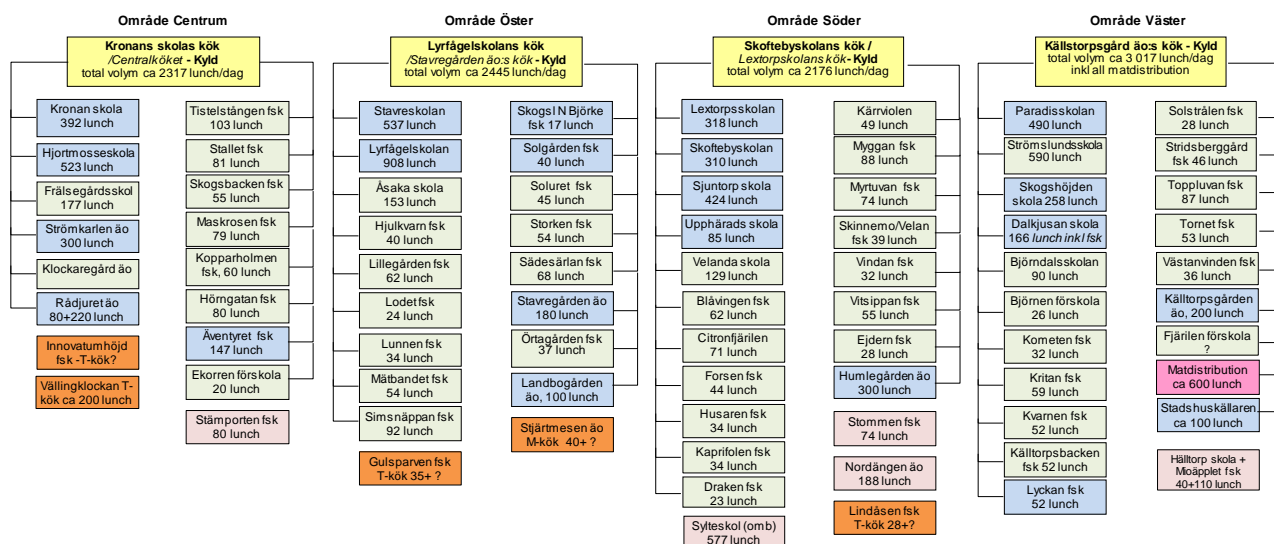 Område Centrum
Kronans skolas kök
/Centralköket - Kyld
total volym ca 2317 lunch/dag
Kronan skola
392 lunch
Hjortmosseskola
523 lunch
Frälsegårdsskol
177 lunch
Strömkarlen äo
300 lunch
Klockaregård äo
Rådjuret äo
80+220 lunch
Innovatumhöjd
fsk -T-kök?
Vällingklockan T-
kök ca 200 lunch
Tistelstången fsk
103 lunch
Stallet fsk
81 lunch
Skogsbacken fsk
55 lunch
Maskrosen fsk
79 lunch
Kopparholmen
fsk, 60 lunch
Hörngatan fsk
80 lunch
Äventyret fsk
147 lunch
Ekorren förskola
20 lunch
Stämporten fsk
80 lunch
Område Öster
Lyrfågelskolans kök
/Stavregården äo:s kök - Kyld
total volym ca 2445 lunch/dag
Stavreskolan
537 lunch
Lyrfågelskolan
908 lunch
Åsaka skola
153 lunch
Hjulkvarn fsk
40 lunch
Lillegården fsk
62 lunch
Lodet fsk
24 lunch
Lunnen fsk
34 lunch
Mätbandet fsk
54 lunch
Simsnäppan fsk
92 lunch
Gulsparven fsk
T-kök 35+ ?
Skogsl N Björke
fsk 17 lunch
Solgården fsk
40 lunch
Soluret fsk
45 lunch
Storken fsk
54 lunch
Sädesärlan fsk
68 lunch
Stavregården äo
180 lunch
Örtagården fsk
37 lunch
Landbogården
äo, 100 lunch
Stjärtmesen äo
M-kök 40+ ?
Område Söder
Skoftebyskolans kök /
Lextorpskolans kök- Kyld
total volym ca 2176 lunch/dag
Lextorpsskolan
318 lunch
Skoftebyskolan
310 lunch
Sjuntorp skola
424 lunch
Upphärads skola
85 lunch
Velanda skola
129 lunch
Blåvingen fsk
62 lunch
Citronfjärilen
71 lunch
Forsen fsk
44 lunch
Husaren fsk
34 lunch
Kaprifolen fsk
34 lunch
Draken fsk
23 lunch
Sylteskol (omb)
577 lunch
Kärrviolen
49 lunch
Myggan fsk
88 lunch
Myrtuvan fsk
74 lunch
Skinnemo/Velan
fsk 39 lunch
Vindan fsk
32 lunch
Vitsippan fsk
55 lunch
Ejdern fsk
28 lunch
Humlegården äo
300 lunch
Stommen fsk
74 lunch
Nordängen äo
188 lunch
Lindåsen fsk
T-kök 28+?
Område Väster
Källstorpsgård äo:s kök - Kyld
total volym ca 3 017 lunch/dag
inkl all matdistribution
Paradisskolan
490 lunch
Strömslundsskola
590 lunch
Skogshöjden
skola 258 lunch
Dalkjusan skola
166 lunch inkl fsk
Björndalsskolan
90 lunch
Björnen förskola
26 lunch
Kometen fsk
32 lunch
Kritan fsk
59 lunch
Kvarnen fsk
52 lunch
Källtorpsbacken
fsk 52 lunch
Lyckan fsk
52 lunch
Solstrålen fsk
28 lunch
Stridsberggård
fsk 46 lunch
Toppluvan fsk
87 lunch
Tornet fsk
53 lunch
Västanvinden fsk
36 lunch
Källtorpsgården
äo, 200 lunch
Fjärilen förskola
?
Matdistribution
ca 600 lunch
Stadshuskällaren.
ca 100 lunch
Hälltorp skola +
Mioäpplet fsk
40+110 lunch